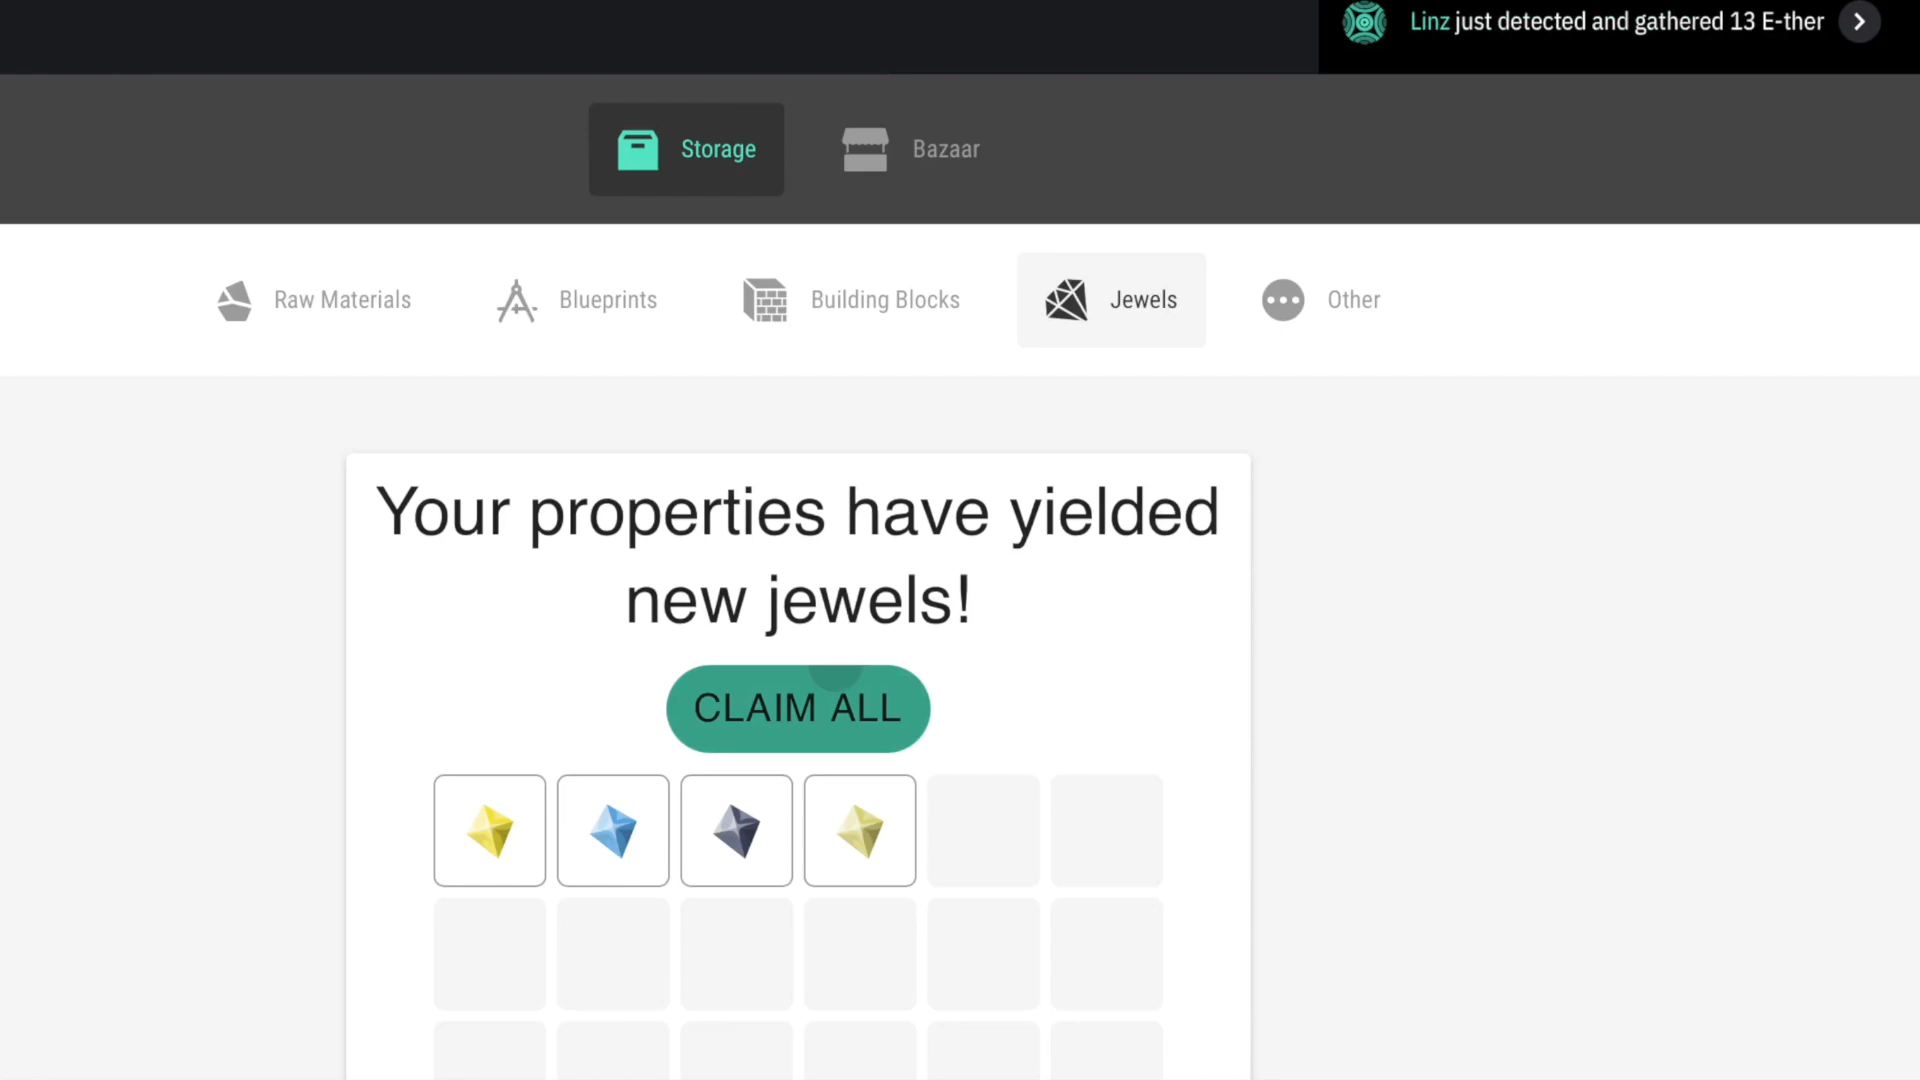 Linz just detected and gathered 13 E-ther
Storage
Bazaar
Raw Materials
Blueprints
Building Blocks
Jewels
Other
Your properties have yielded
new jewels!
CLAIM ALL